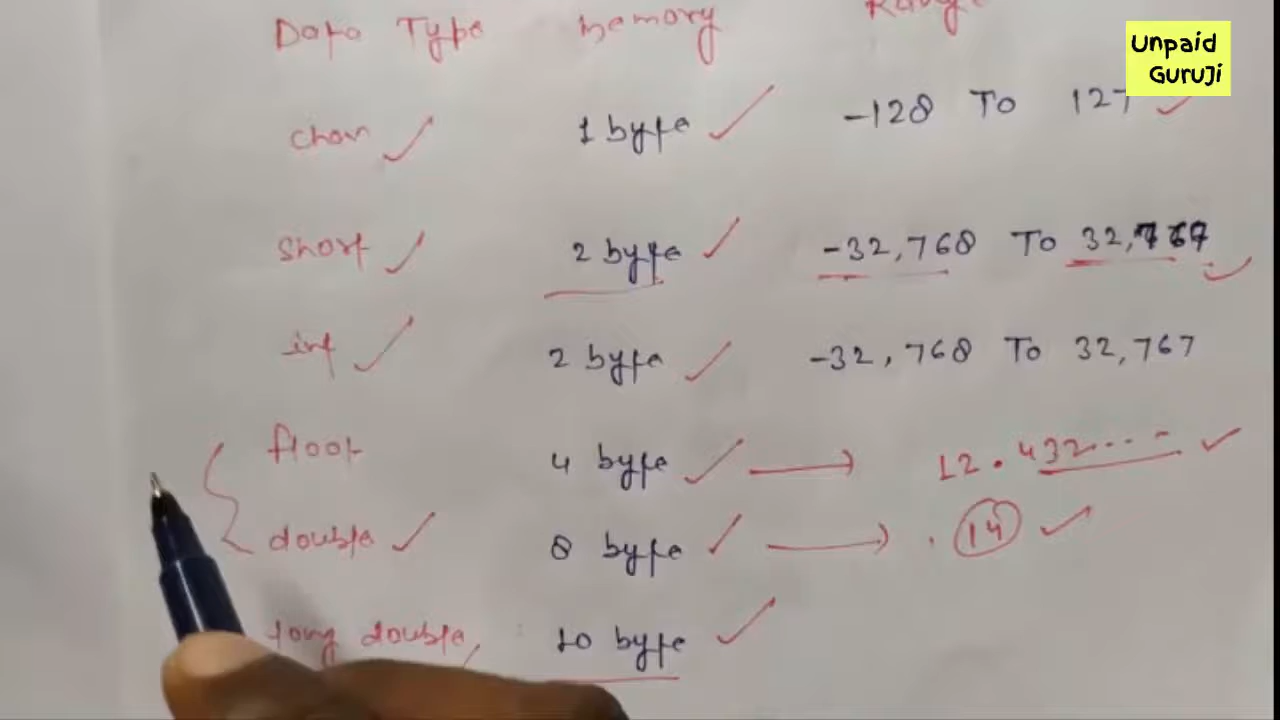 Data Type Memory Range
Unpaid
GuruJi
char 1 byte -128 To 127
short 2 byte -32,768 To 32,767
int 2 byte -32,768 To 32,767
float 4 byte → 12.432....
double 8 byte → .14
long double 10 byte